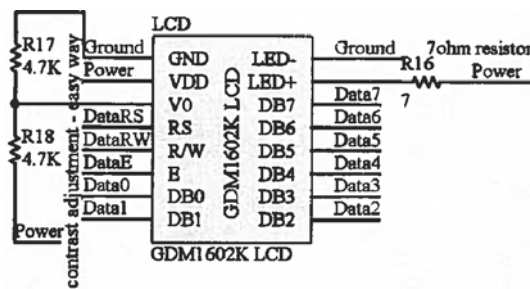 LCD
R17
4.7K
R18
4.7K
contrast adjustment - easy way
Ground
Power
DataRS
DataRW
DataE
Data0
Data1
Power
GND
VDD
V0
RS
R/W
E
DB0
DB1
GDM1602K LCD
LED-
LED+
DB7
DB6
DB5
DB4
DB3
DB2
GDM1602K LCD
Ground
R16
7
7ohm resistor
Power
Data7
Data6
Data5
Data4
Data3
Data2